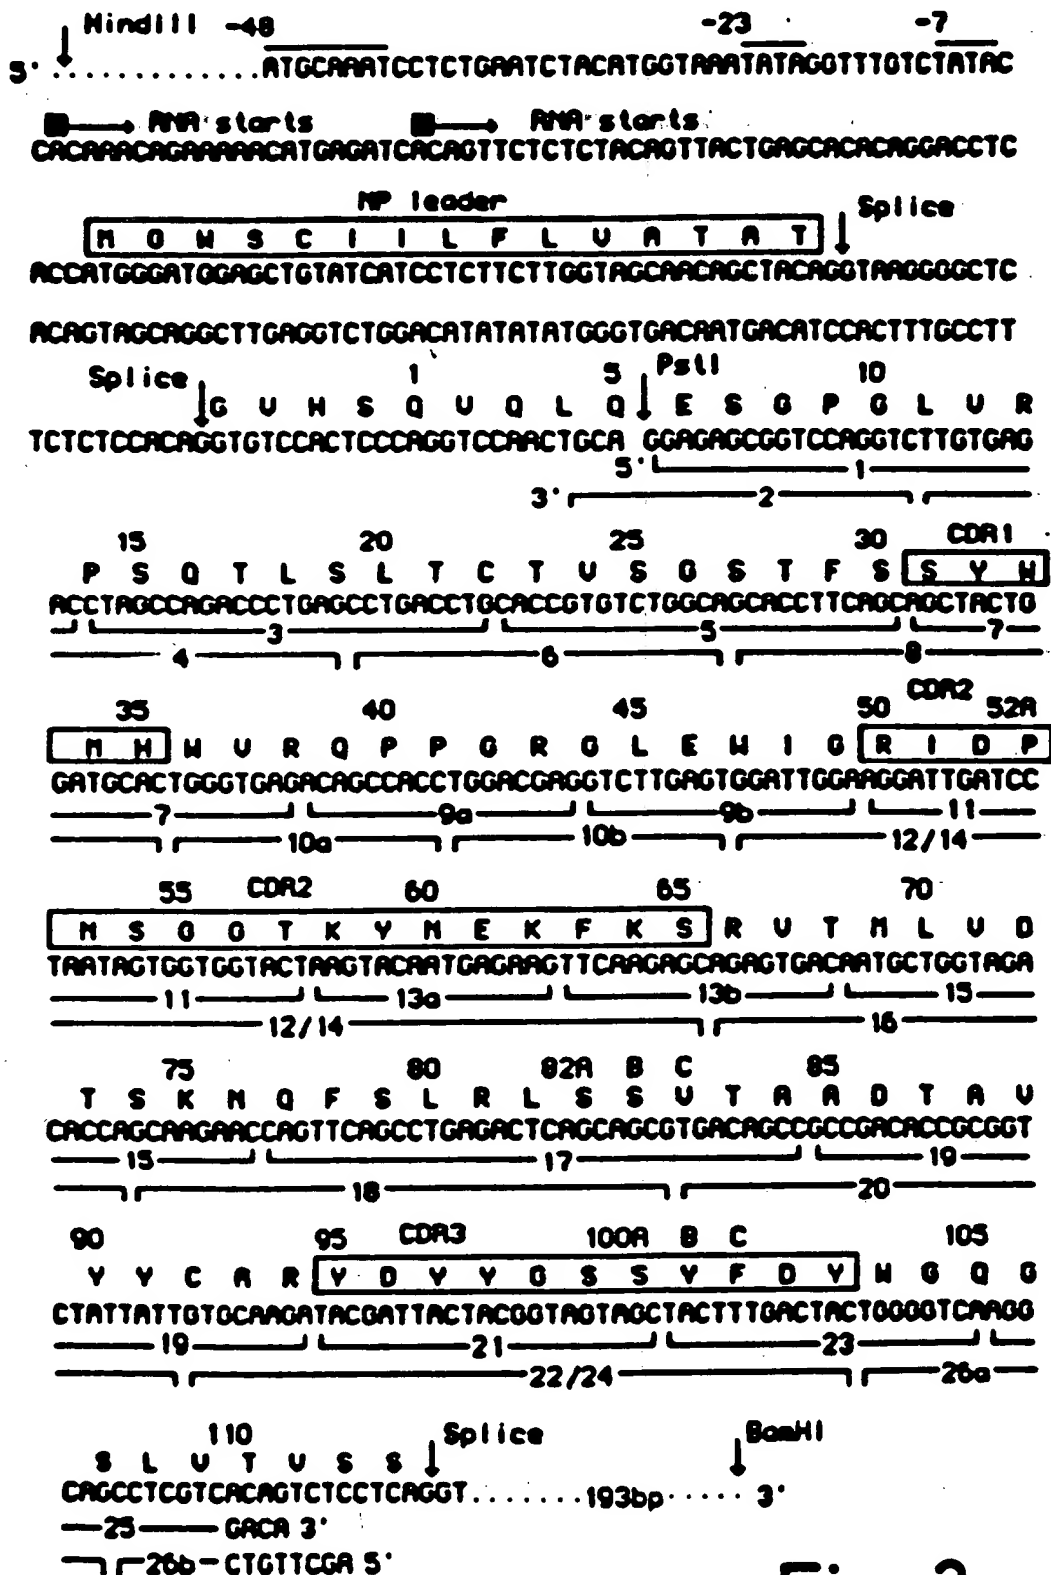 HindIII -48 -23 -7
5'..............ATGCAAATCCTCTGAATCTACATGGTAAATATAGGTTTGTCTATAC
RNA starts RNA starts
CACAAACAGAAAAACATGAGATCACAGTTCTCTCTACAGTTACTGAGCACACAGGACCTC
NP leader Splice
M G W S C I I L F L V A T A T
ACCATGGGATGGAGCTGTATCATCCTCTTCTTGGTAGCAACAGCTACAGGTAAGGGGCTC
ACAGTAGCAGGCTTGAGGTCTGGACATATATATGGGTGACAATGACATCCACTTTGCCTT
Splice 1 5 PstI 10
G V H S Q V Q L Q E S G P G L V R
TCTCTCCACAGGTGTCCACTCCCAGGTCCAACTGCA GGAGAGCGGTCCAGGTCTTGTGAG
5' 1
3' 2
15 20 25 30 CDR1
P S Q T L S L T C T V S G S T F S S Y W
ACCTAGCCAGACCCTGAGCCTGACCTGCACCGTGTCTGGCAGCACCTTCAGCAGCTACTG
3 5 7
4 6 8
35 40 45 50 CDR2 52A
M H W V R Q P P G R G L E W I G R I D P
GATGCACTGGGTGAGACAGCCACCTGGACGAGGTCTTGAGTGGATTGGAAGGATTGATCC
7 9a 9b 11
10a 10b 12/14
55 CDR2 60 65 70
N S G G T K Y N E K F K S R V T M L V D
TAATAGTGGTGGTACTAAGTACAATGAGAAGTTCAAGAGCAGAGTGACAATGCTGGTAGA
11 13a 13b 15
12/14 16
75 80 82A B C 85
T S K N Q F S L R L S S V T A A D T A V
CACCAGCAAGAACCAGTTCAGCCTGAGACTCAGCAGCGTGACAGCCGCCGACACCGCGGT
15 17 19
18 20
90 95 CDR3 100A B C 105
Y Y C A R Y D Y Y G S S Y F D Y W G Q G
CTATTATTGTGCAAGATACGATTACTACGGTAGTAGCTACTTTGACTACTGGGGTCAAGG
19 21 23
22/24 26a
110 Splice BamHI
S L V T V S S
CAGCCTCGTCACAGTCTCCTCAGGT.......193bp..... 3'
25 GACA 3'
26b CTGTTCGA 5'